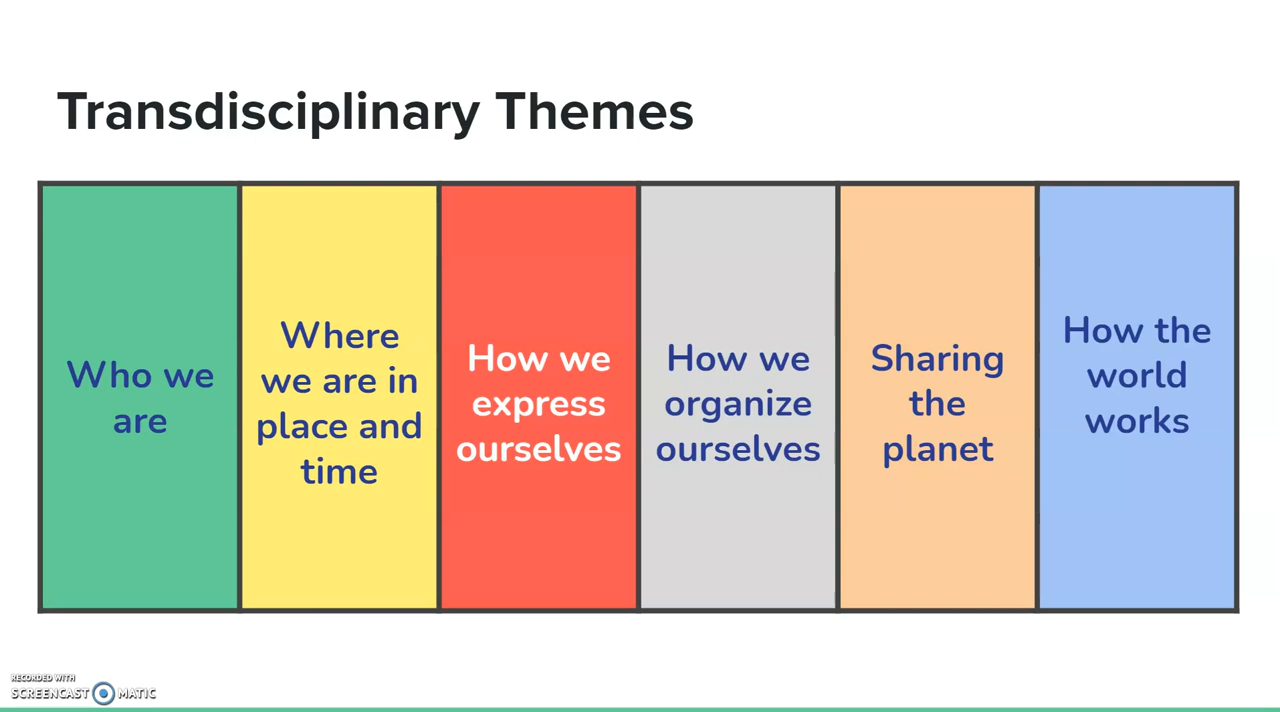 Transdisciplinary Themes
Who we
are
Where
we are in
place and
time
How we
express
ourselves
How we
organize
ourselves
Sharing
the
planet
How the
world
works
RECORDED WITH
SCREENCAST MATIC